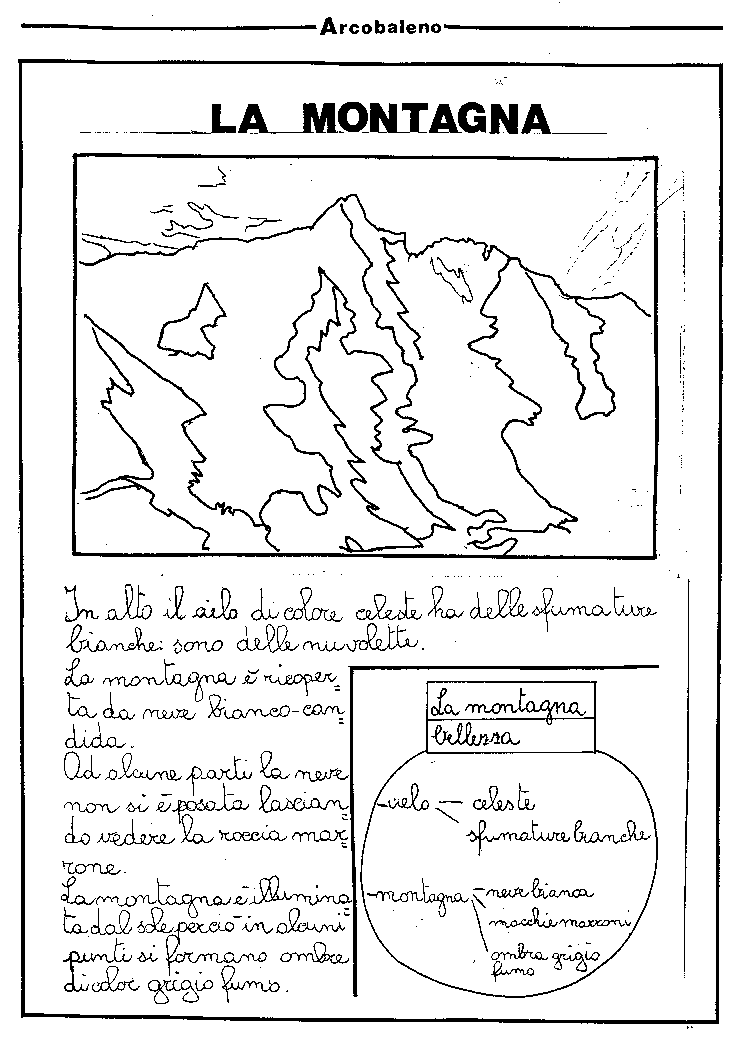 Arcobaleno
LA MONTAGNA
In alto il cielo di colore celeste ha delle sfumature
bianche: sono delle nuvolette.
La montagna è ricoper=
ta da neve bianco-can=
dida.
Ad alcune parti la neve
non si è posata lascian=
do vedere la roccia mar=
rone.
La montagna è illumina=
ta dal sole perciò in alcuni
punti si formano ombre
di color grigio fumo.
La montagna
bellezza
-cielo - celeste
sfumature bianche
-montagna - neve bianca
macchie marroni
ombra grigio
fumo